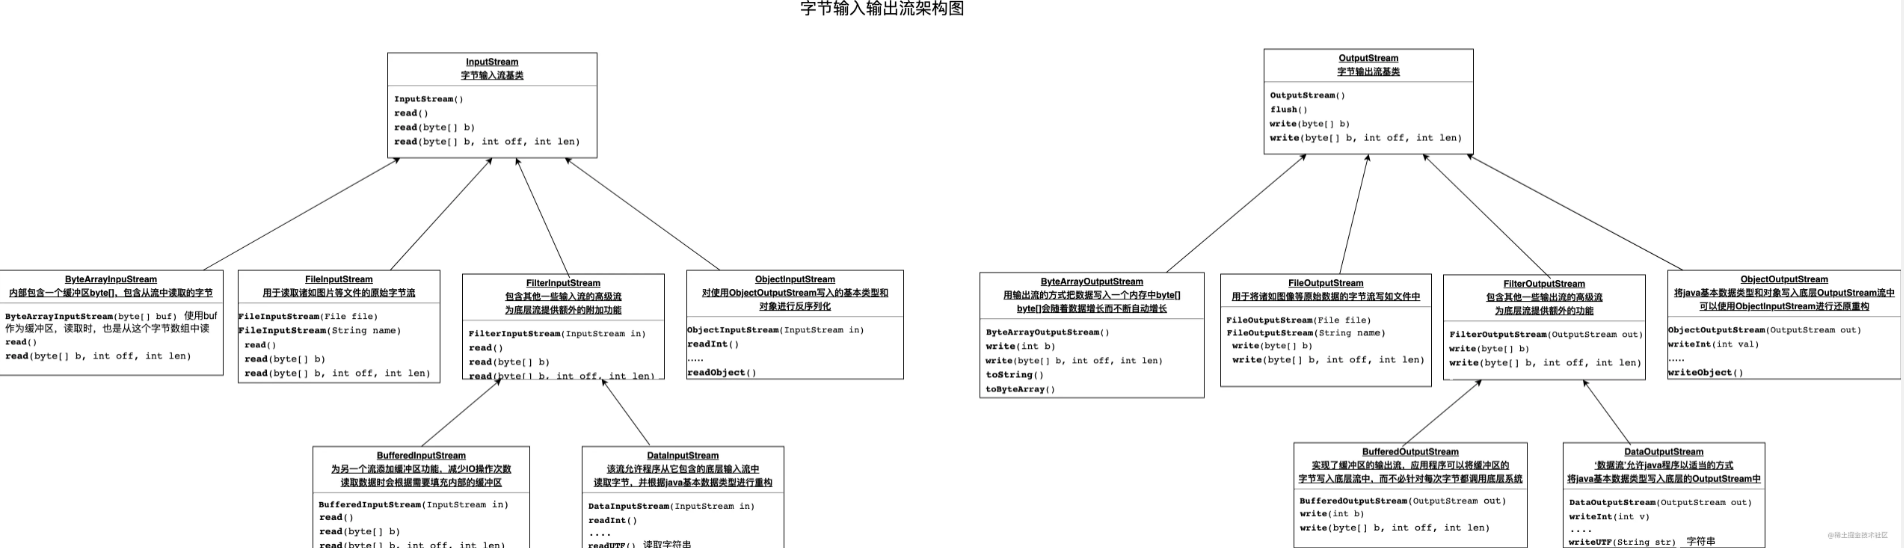 字节输入输出流架构图
InputStream
字节输入流基类
InputStream()
read()
read(byte[] b)
read(byte[] b, int off, int len)
OutputStream
字节输出流基类
OutputStream()
flush()
write(byte[] b)
write(byte[] b, int off, int len)
ByteArrayInpuStream
内部包含一个缓冲区byte[]、包含从流中读取的字节
ByteArrayInputStream(byte[] buf) 使用buf
作为缓冲区，读取时，也是从这个字节数组中读
read()
read(byte[] b, int off, int len)
FileInputStream
用于读取诸如图片等文件的原始字节流
FileInputStream(File file)
FileInputStream(String name)
read()
read(byte[] b)
read(byte[] b, int off, int len)
FilterInputStream
包含其他一些输入流的高级流
为底层流提供额外的附加功能
FilterInputStream(InputStream in)
read()
read(byte[] b)
read(byte[] b, int off, int len)
ObjectInputStream
对使用ObjectOutputStream写入的基本类型和
对象进行反序列化
ObjectInputStream(InputStream in)
readInt()
.....
readObject()
ByteArrayOutputStream
用输出流的方式把数据写入一个内存中byte[]
byte[]会随着数据增长而不断自动增长
ByteArrayOutputStream()
write(int b)
write(byte[] b, int off, int len)
toString()
toByteArray()
FileOutputStream
用于将诸如图像等原始数据的字节流写如文件中
FileOutputStream(File file)
FileOutputStream(String name)
write(byte[] b)
write(byte[] b, int off, int len)
FilterOutputStream
包含其他一些输出流的高级流
为底层流提供额外的功能
FilterOutputStream(OutputStream out)
write(byte[] b)
write(byte[] b, int off, int len)
ObjectOutputStream
将java基本数据类型和对象写入底层OutputStream流中
可以使用ObjectInputStream进行还原重构
ObjectOutputStream(OutputStream out)
writeInt(int val)
.....
writeObject()
BufferedInputStream
为另一个流添加缓冲区功能，减少IO操作次数
读取数据时会根据需要填充内部的缓冲区
BufferedInputStream(InputStream in)
read()
read(byte[] b)
read(byte[] b, int off, int len)
DataInputStream
该流允许程序从它包含的底层输入流中
读取字节，并根据java基本数据类型进行重构
DataInputStream(InputStream in)
readInt()
....
readUTF() 读取字符串
BufferedOutputStream
实现了缓冲区的输出流，应用程序可以将缓冲区的
字节写入底层流中，而不必针对每次字节都调用底层系统
BufferedOutputStream(OutputStream out)
write(int b)
write(byte[] b, int off, int len)
DataOutputStream
‘数据流’允许java程序以适当的方式
将java基本数据类型写入底层的OutputStream中
DataOutputStream(OutputStream out)
writeInt(int v)
....
writeUTF(String str) 字符串
@稀土掘金技术社区